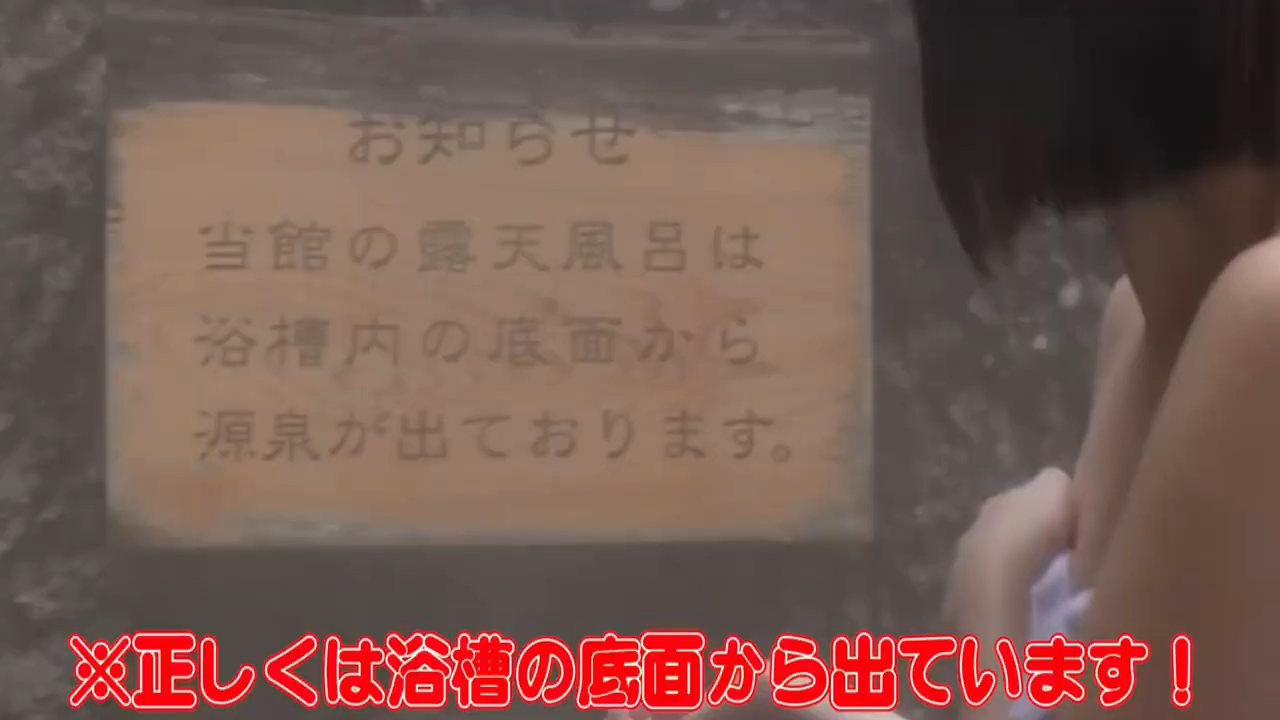 お知らせ
当館の露天風呂は
浴槽内の底面から
源泉が出ております。
※正しくは浴槽の底面から出ています！